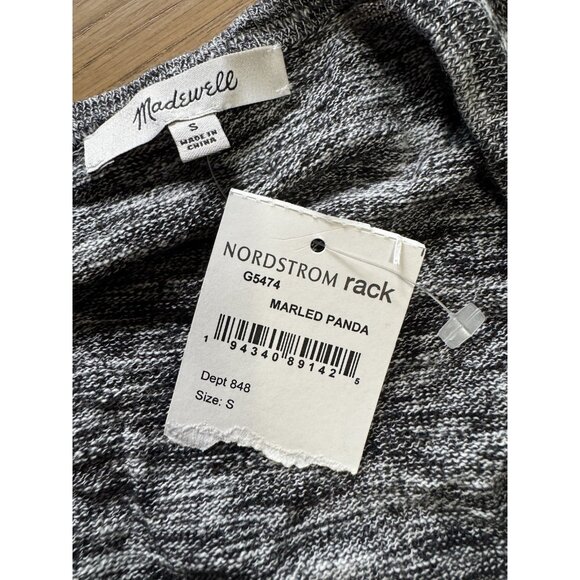 Madewell
S
MADE IN
CHINA
NORDSTROM rack
G5474
MARLED PANDA
1 94340 89142 5
Dept 848
Size: S